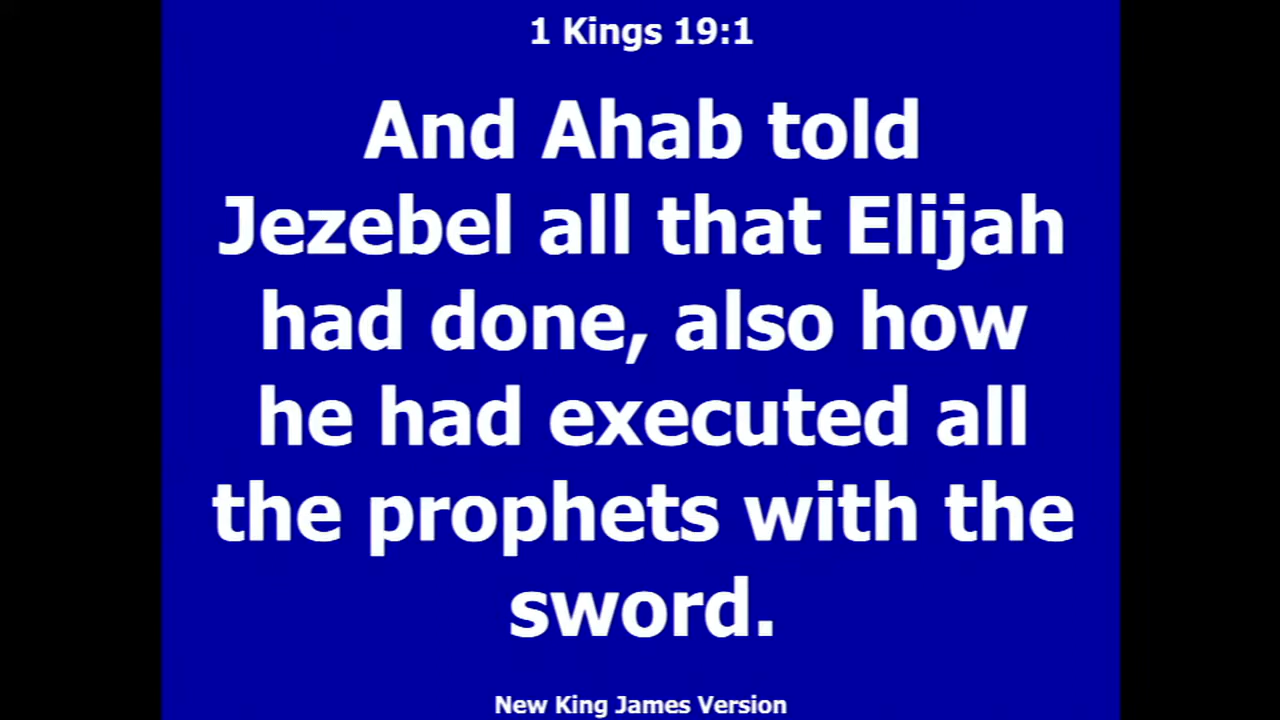 1 Kings 19:1
And Ahab told
Jezebel all that Elijah
had done, also how
he had executed all
the prophets with the
sword.
New King James Version